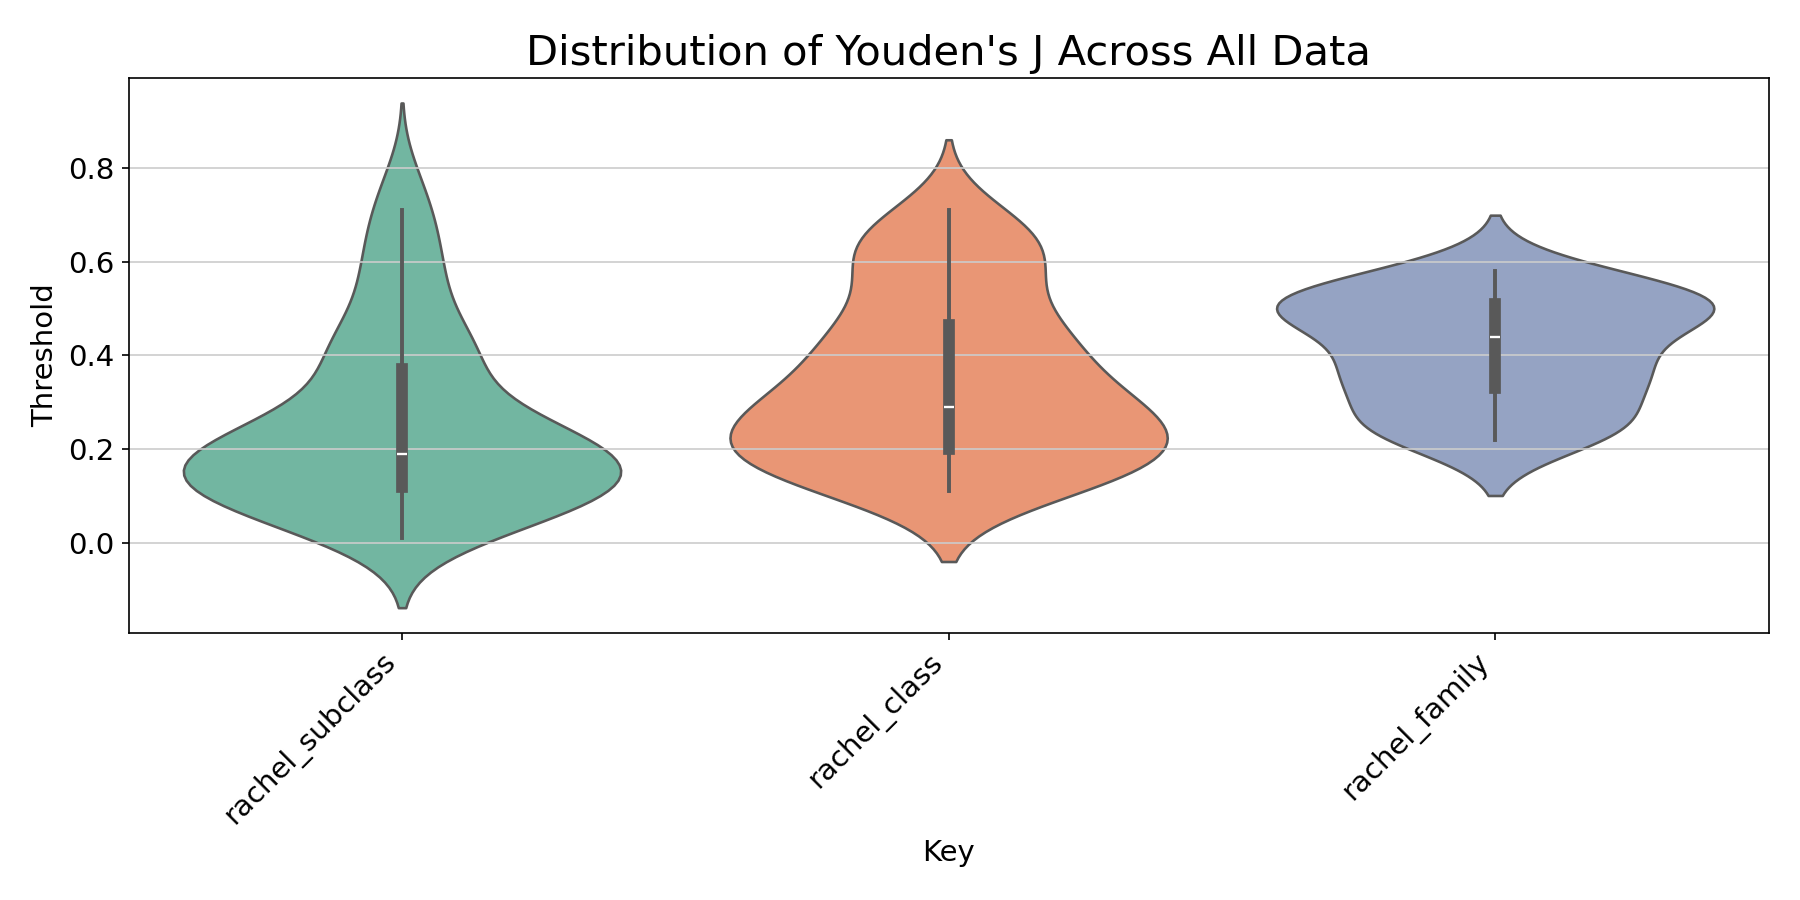 Distribution of Youden's J Across All Data
Threshold
0.8
0.6
0.4
0.2
0.0
rachel_subclass
rachel_class
rachel_family
Key